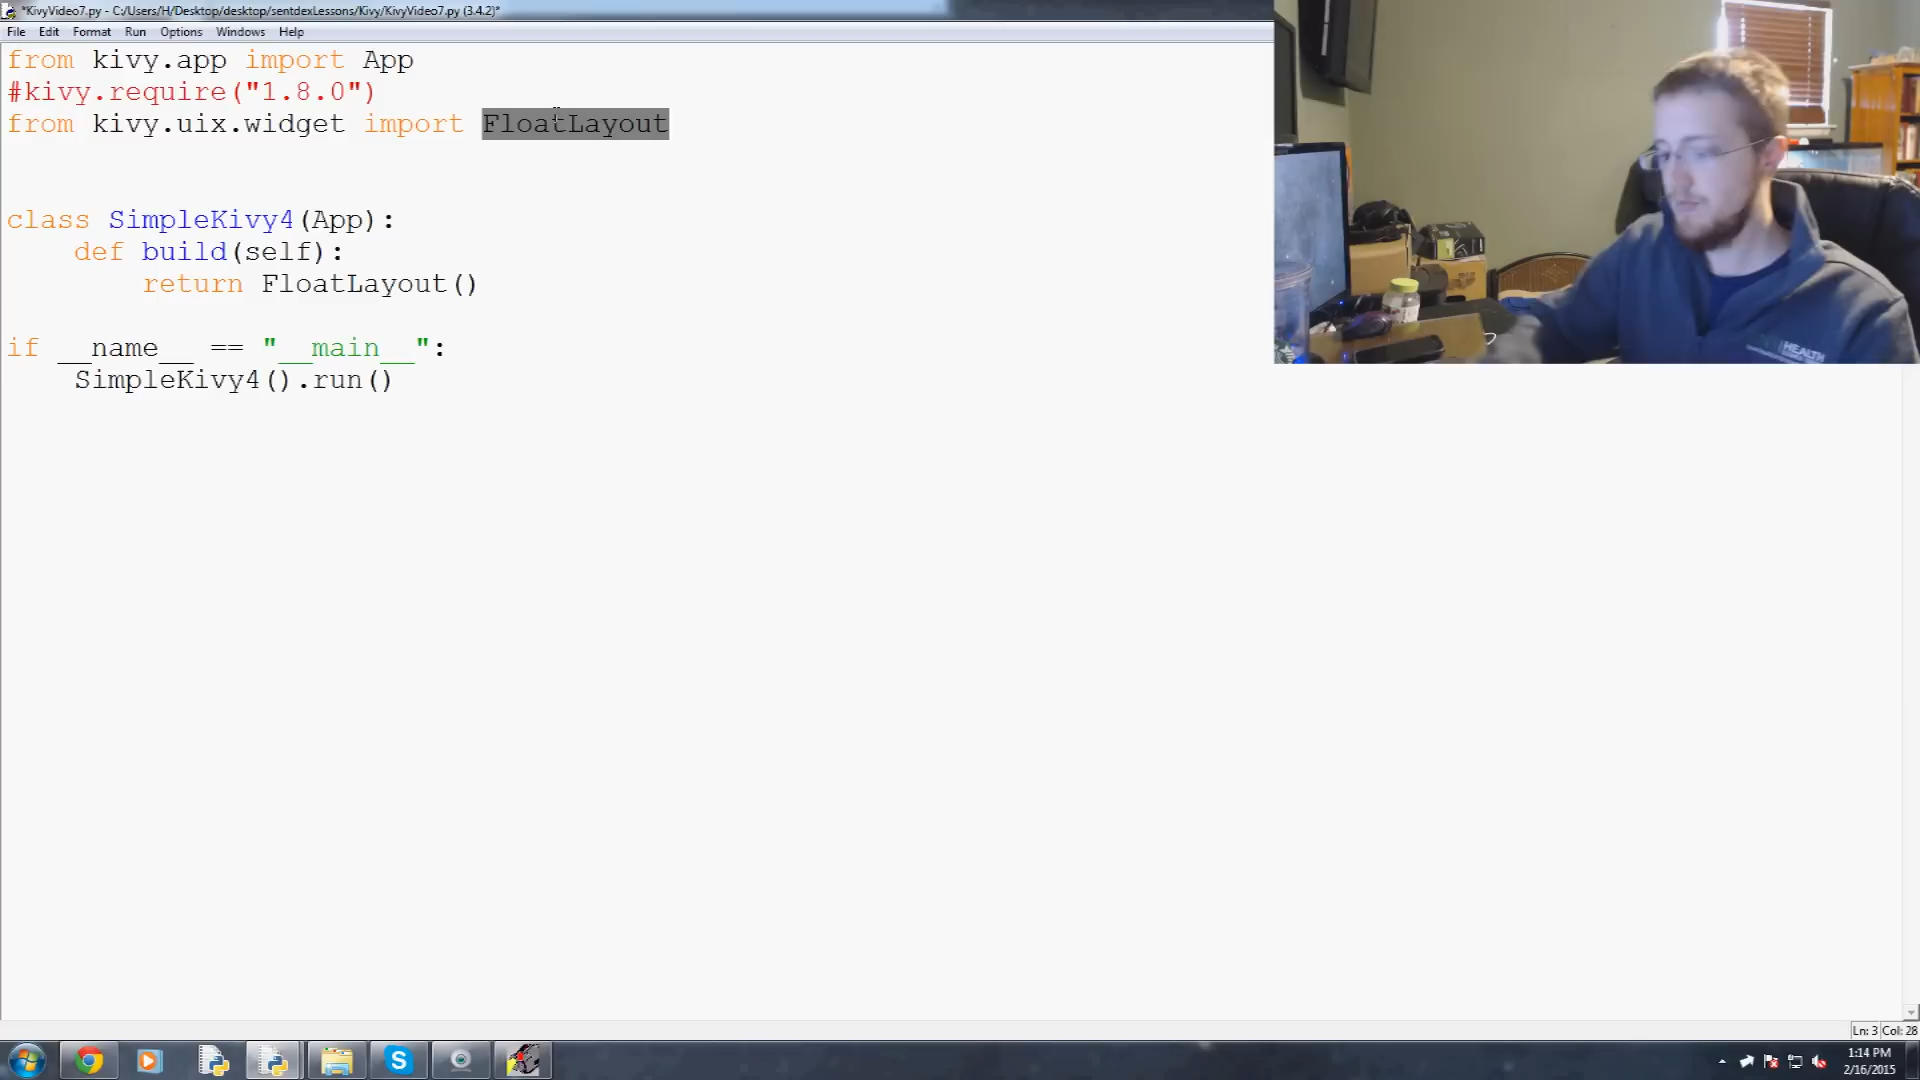 *KivyVideo7.py - C:/Users/H/Desktop/desktop/sentdexLessons/Kivy/KivyVideo7.py (3.4.2)*
File Edit Format Run Options Windows Help
from kivy.app import App
#kivy.require("1.8.0")
from kivy.uix.widget import FloatLayout
class SimpleKivy4(App):
def build(self):
return FloatLayout()
if __name__ == "__main__":
SimpleKivy4().run()
HEALTH
Ln: 3 Col: 28
1:14 PM
2/16/2015